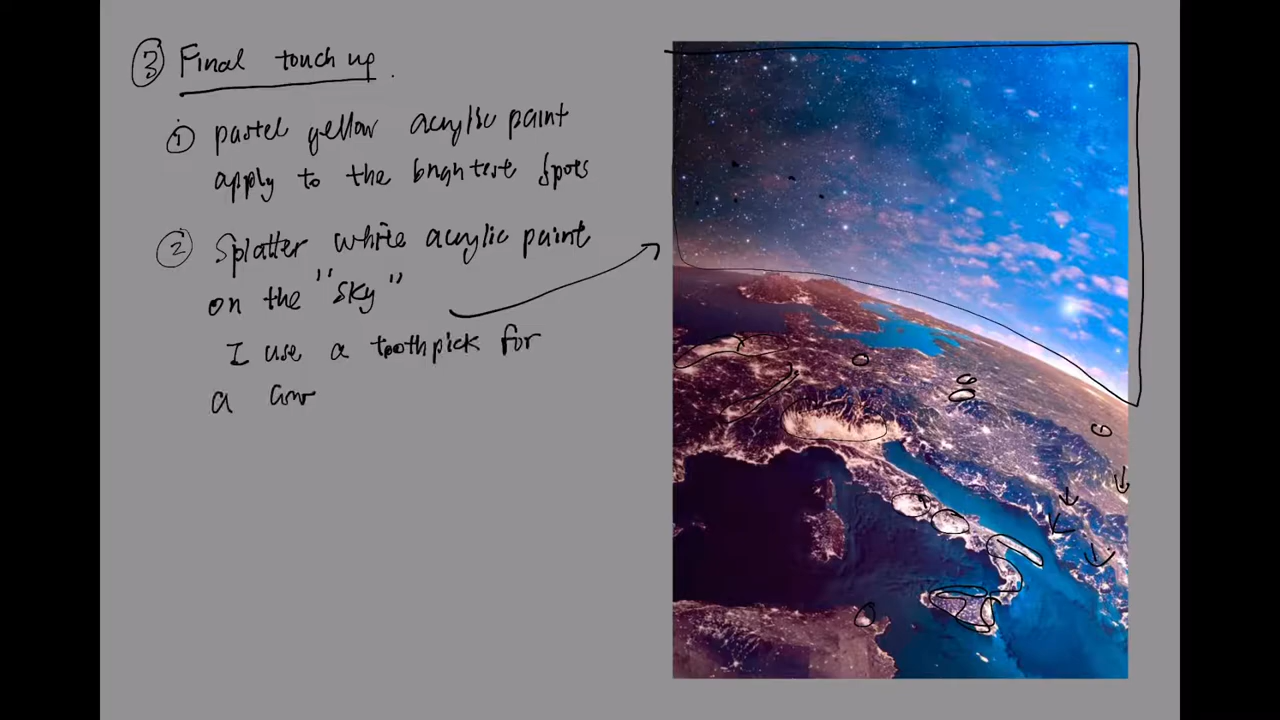 ③ Final touch up.
① pastel yellow acrylic paint
apply to the brightest spots
② Splatter white acrylic paint
on the "sky"
I use a toothpick for
a